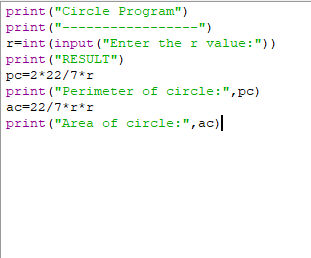 print("Circle Program")
print("-----------------")
r=int(input("Enter the r value:"))
print("RESULT")
pc=2*22/7*r
print("Perimeter of circle:",pc)
ac=22/7*r*r
print("Area of circle:",ac)